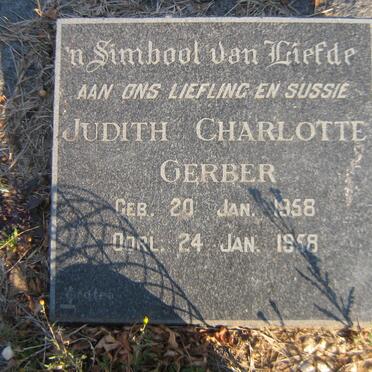 'n Simbool van Liefde
AAN ONS LIEFLING EN SUSSIE
JUDITH CHARLOTTE
GERBER
GEB. 20 JAN. 1958
OORL. 24 JAN. 1958